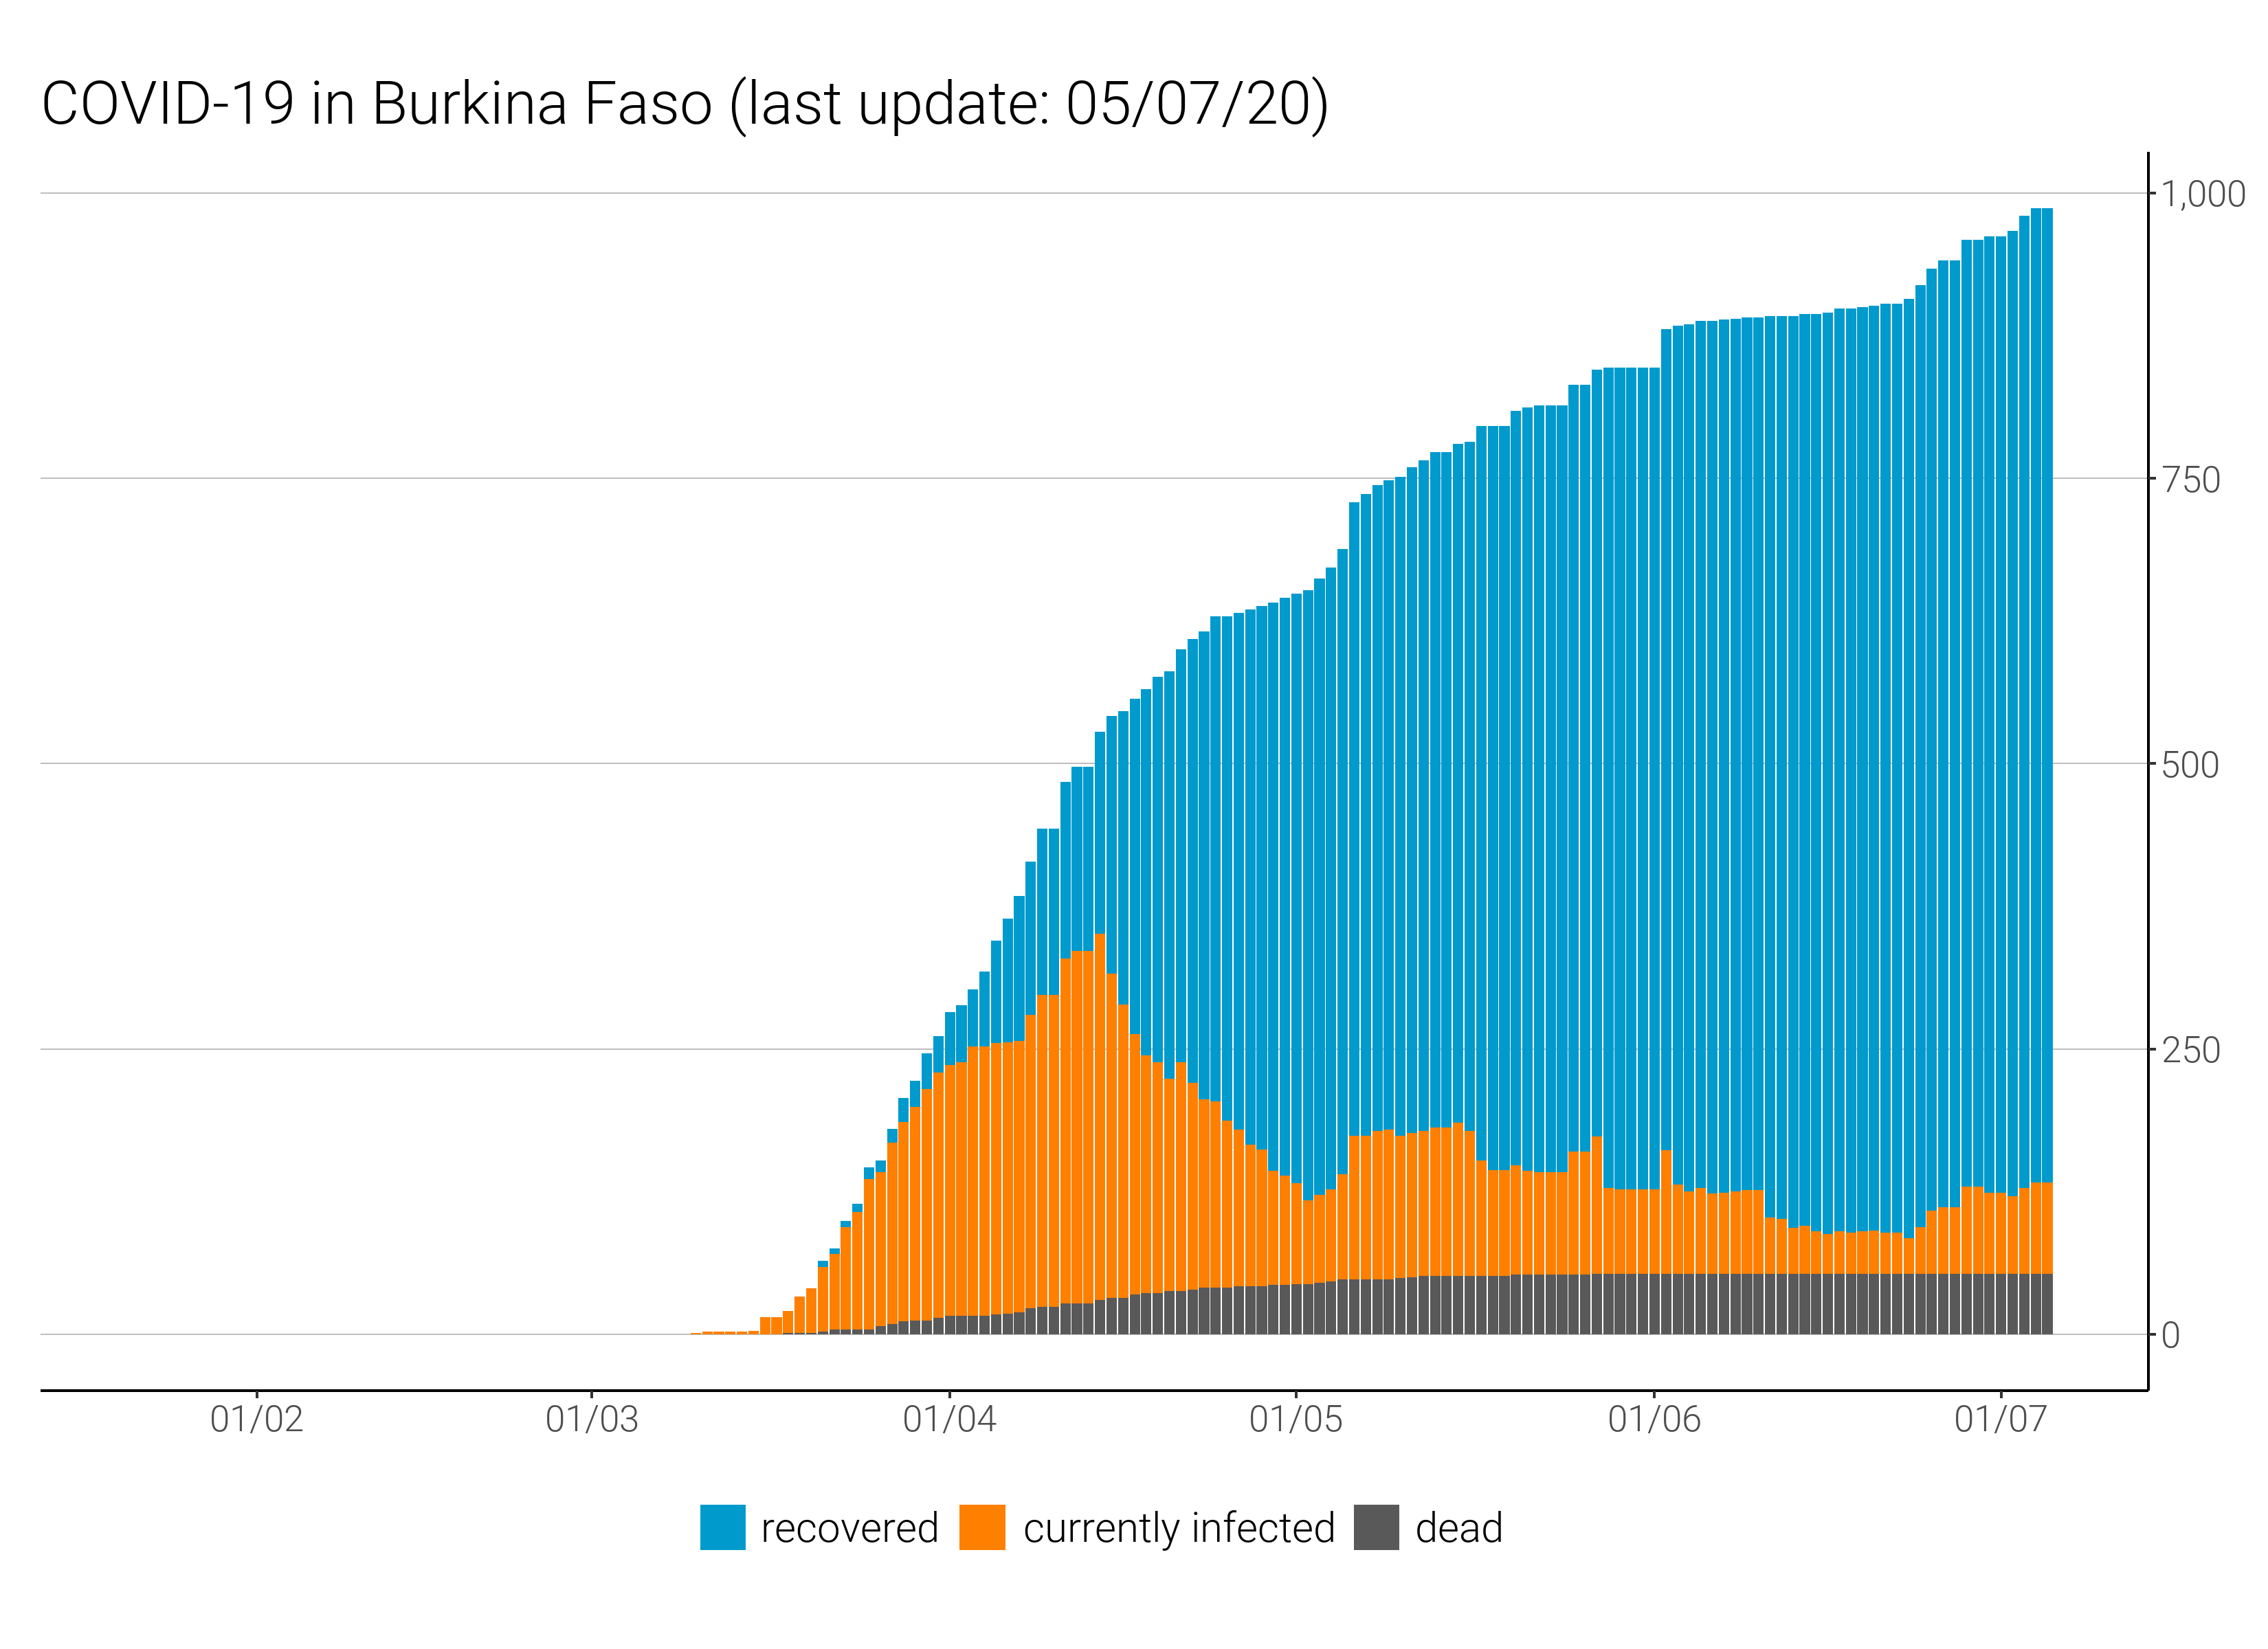 COVID-19 in Burkina Faso (last update: 05/07/20)
1,000
750
500
250
0
01/02 01/03 01/04 01/05 01/06 01/07
recovered currently infected dead